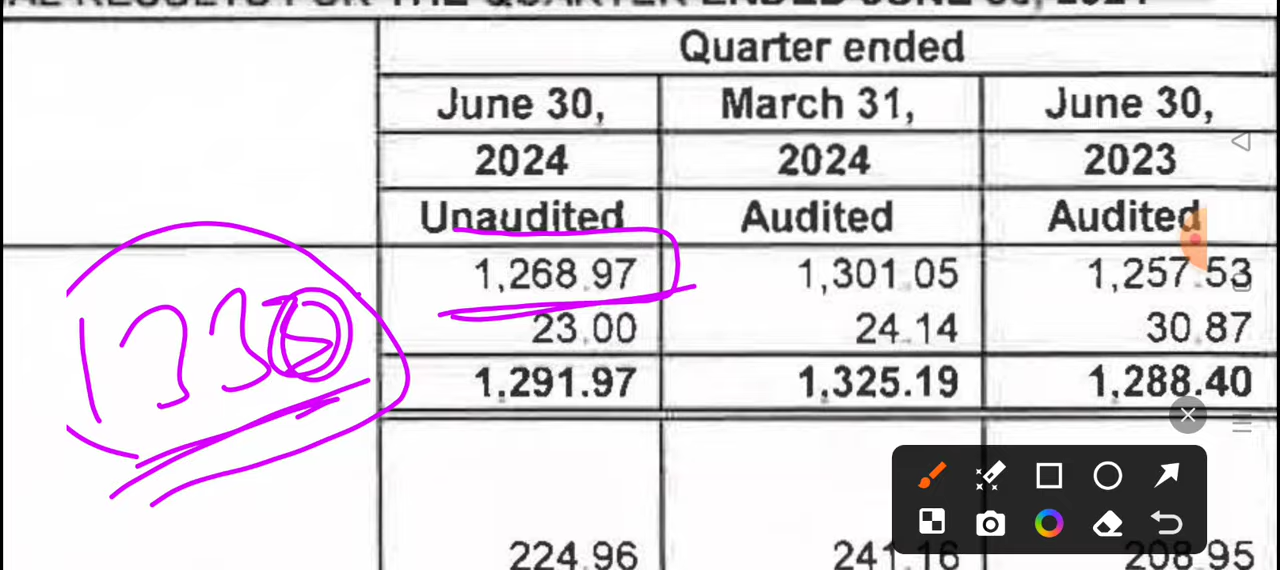 Quarter ended
June 30, March 31, June 30,
2024 2024 2023
Unaudited Audited Audited
1,268.97 1,301.05 1,257.53
23.00 24.14 30.87
1,291.97 1,325.19 1,288.40
224.96 241.16 208.95